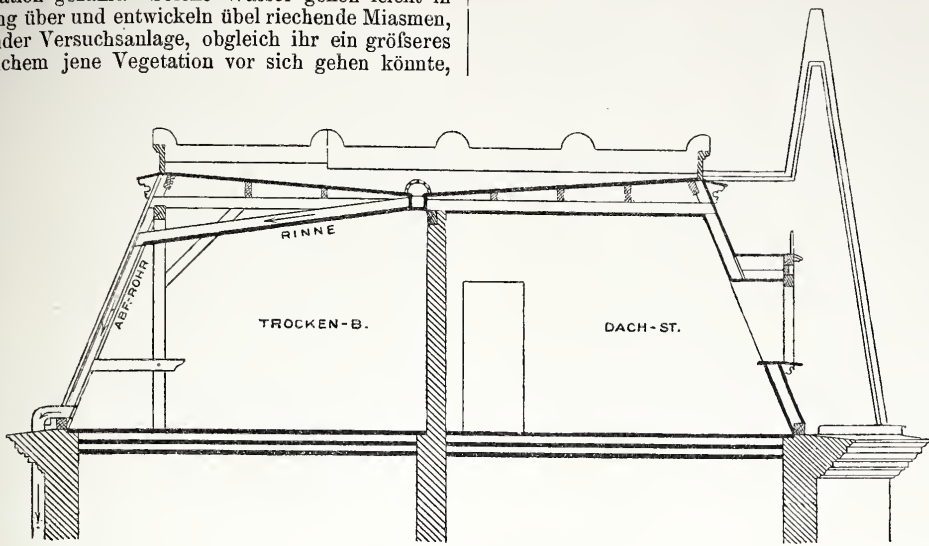 ng über und entwickeln übel riechende Miasmen,
nder Versuchsanlage, obgleich ihr ein gröfseres
chem jene Vegetation vor sich gehen könnte,
RINNE
ABF.-ROHR
TROCKEN-B.
DACH-ST.